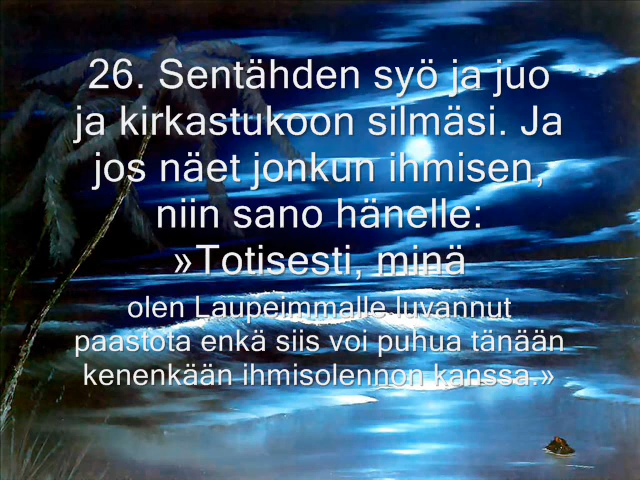 26. Sentähden syö ja juo
ja kirkastukoon silmäsi. Ja
jos näet jonkun ihmisen,
niin sano hänelle:
»Totisesti, minä
olen Laupeimmalle luvannut
paastota enkä siis voi puhua tänään
kenenkään ihmisolennon kanssa.»